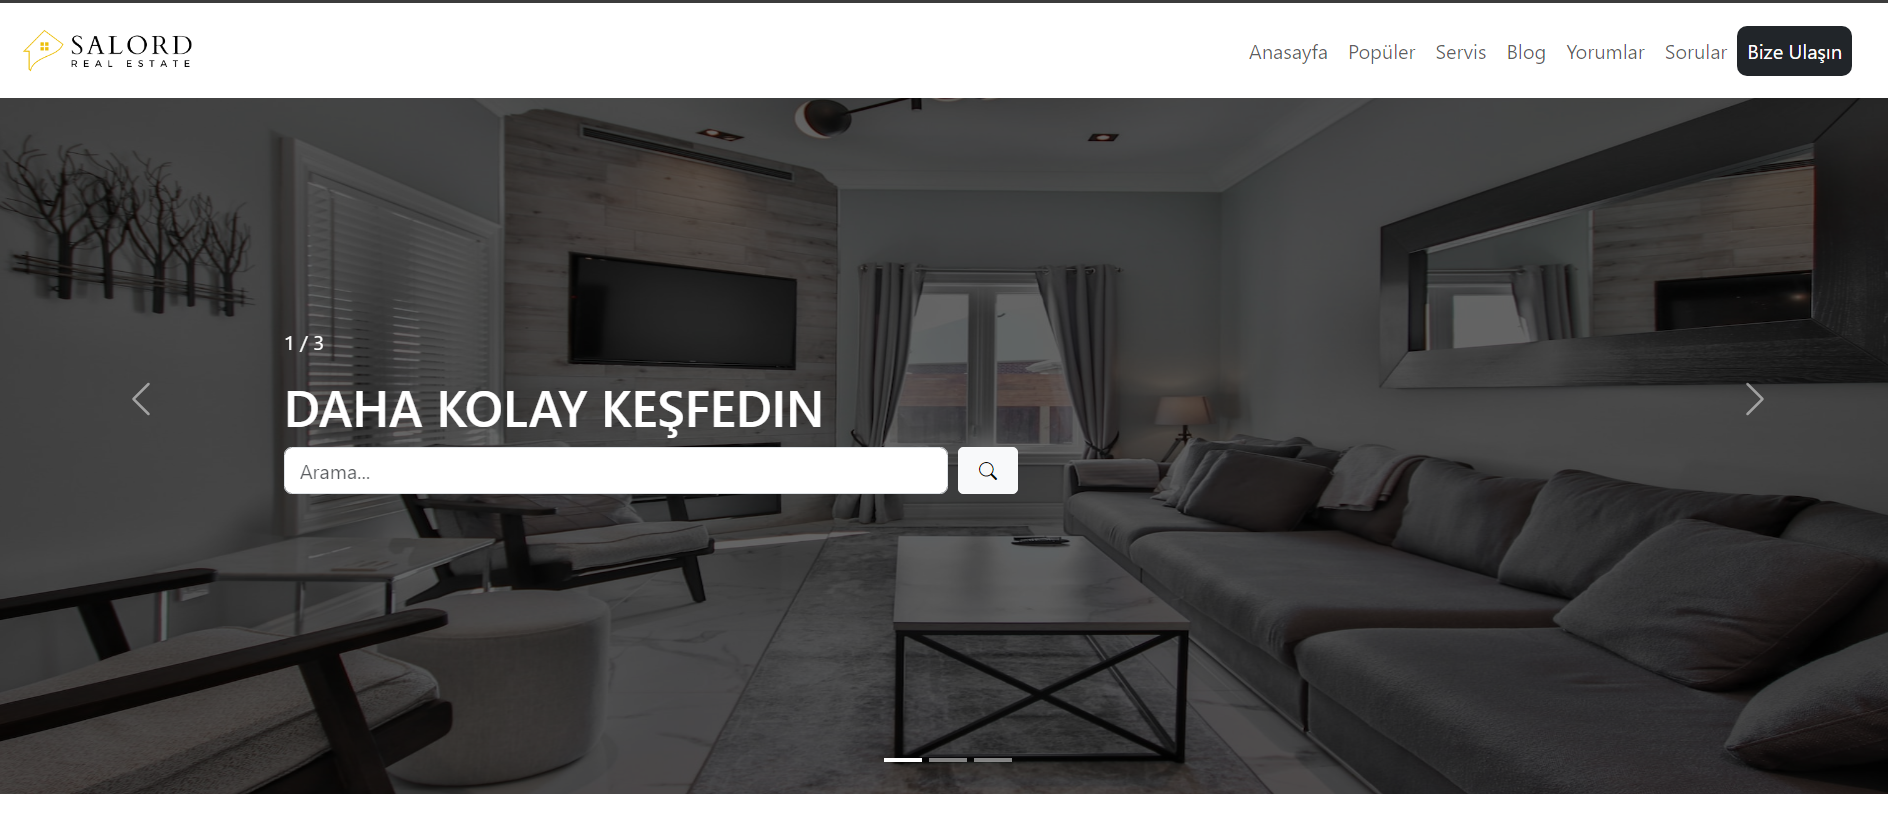 SALORD
REAL ESTATE
Anasayfa Popüler Servis Blog Yorumlar Sorular Bize Ulaşın
1 / 3
DAHA KOLAY KEŞFEDIN
Arama...